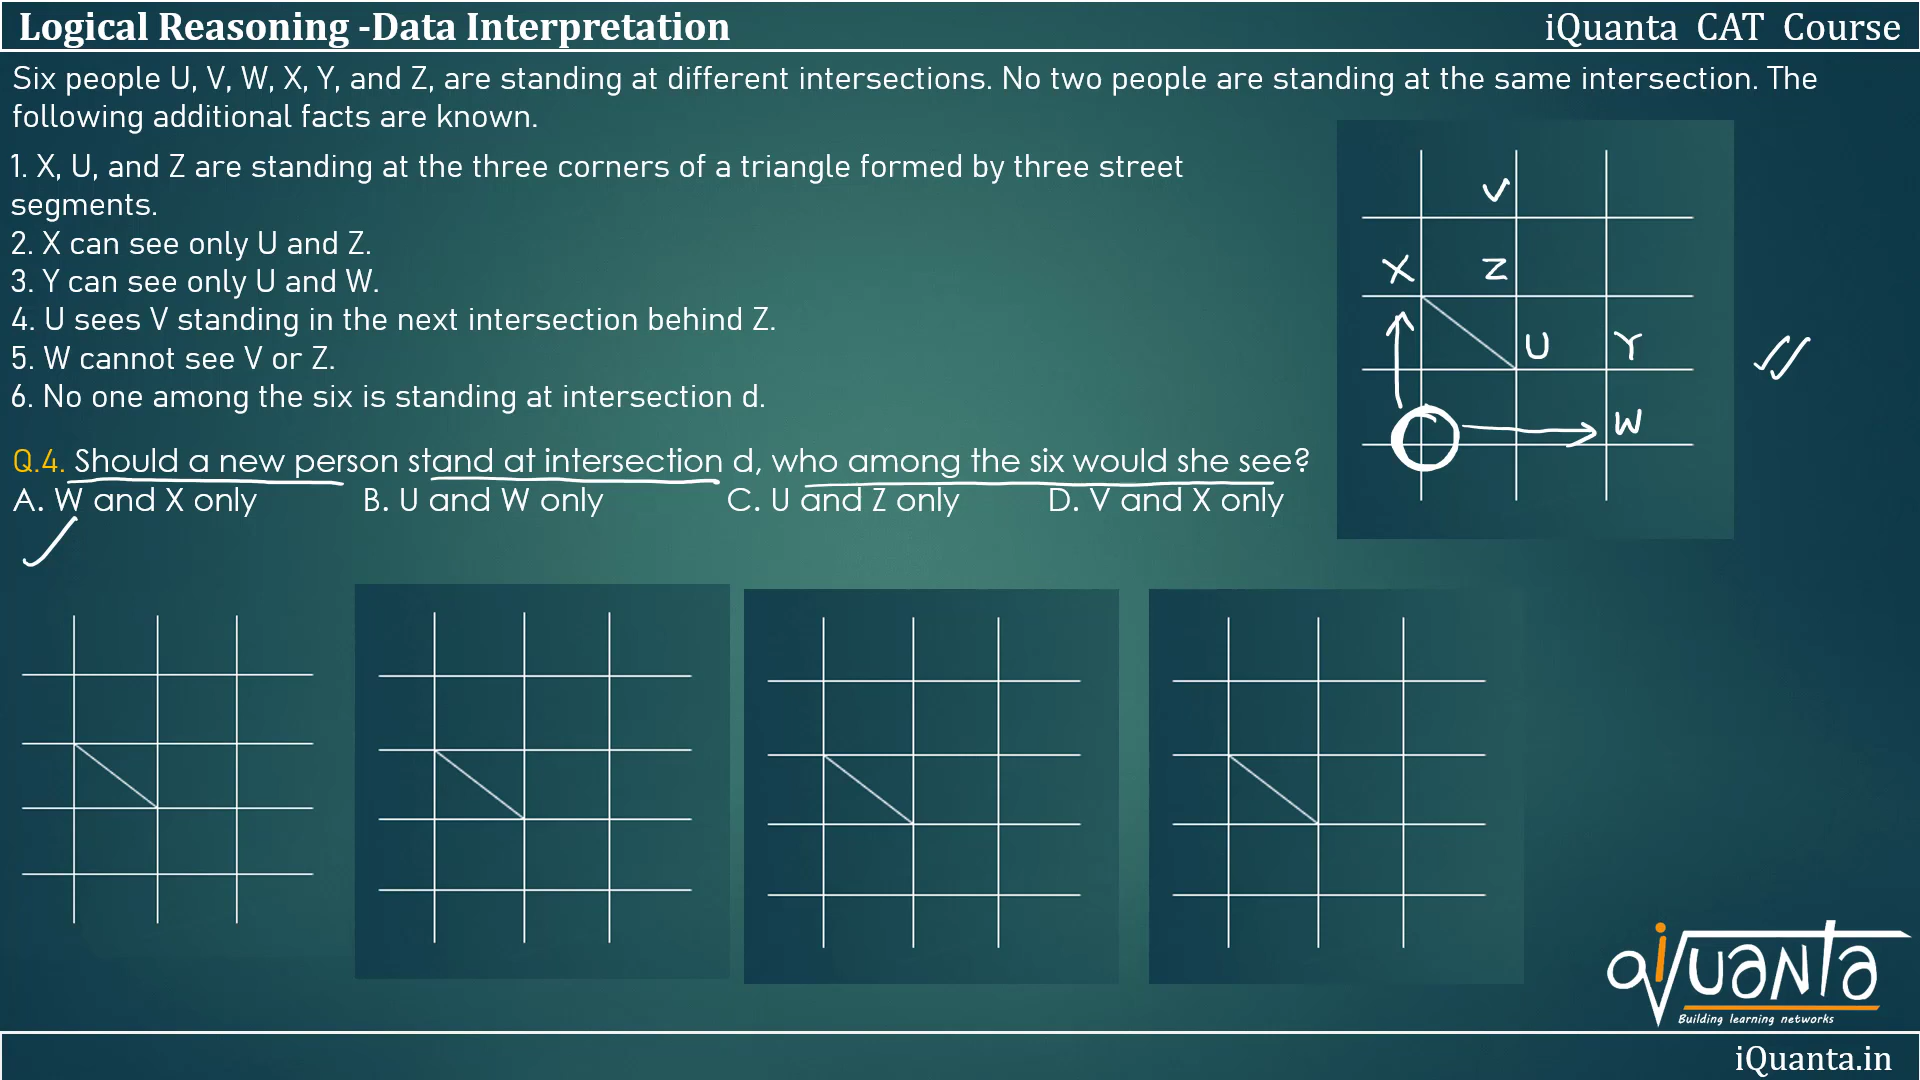 Logical Reasoning -Data Interpretation
iQuanta CAT Course
Six people U, V, W, X, Y, and Z, are standing at different intersections. No two people are standing at the same intersection. The
following additional facts are known.
1. X, U, and Z are standing at the three corners of a triangle formed by three street
segments.
2. X can see only U and Z.
3. Y can see only U and W.
4. U sees V standing in the next intersection behind Z.
5. W cannot see V or Z.
6. No one among the six is standing at intersection d.
V
X Z
U Y
W
Q.4. Should a new person stand at intersection d, who among the six would she see?
A. W and X only B. U and W only C. U and Z only D. V and X only
iQuanta
Building learning networks
iQuanta.in